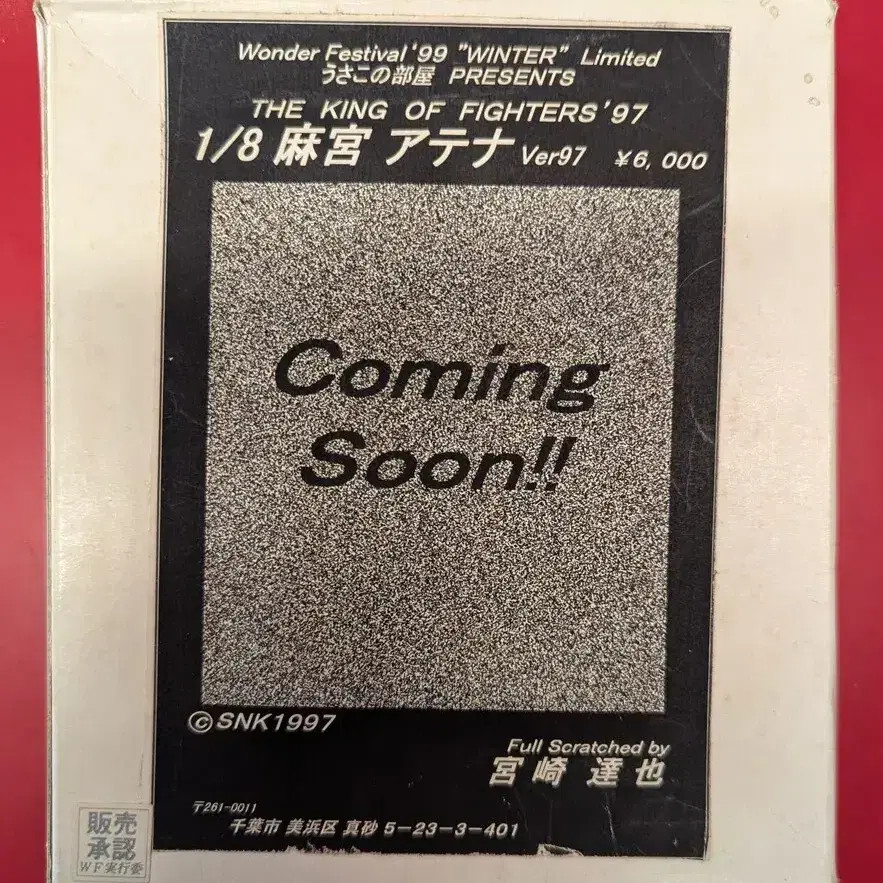 Wonder Festival '99 "WINTER" Limited
うさこの部屋 PRESENTS
THE KING OF FIGHTERS '97
1/8 麻宮 アテナ Ver97 ¥6,000
Coming
Soon!!
©SNK1997
Full Scratched by
宮崎 達也
〒261-0011
千葉市 美浜区 真砂 5-23-3-401
販売
承認
WF実行委